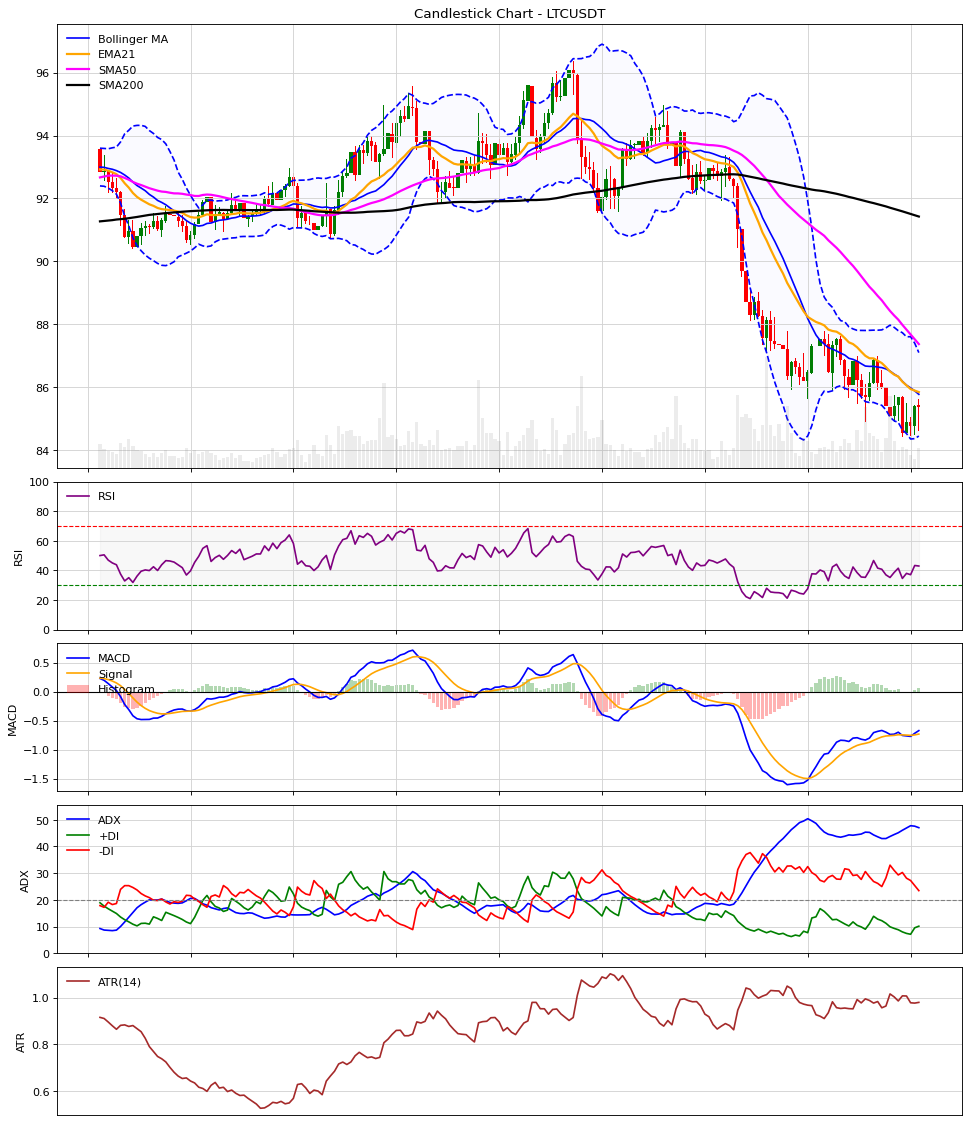 Candlestick Chart - LTCUSDT
Bollinger MA
EMA21
SMA50
SMA200
96
94
92
90
88
86
84
RSI
RSI
100
80
60
40
20
0
MACD
MACD
Signal
Histogram
0.5
0.0
−0.5
−1.0
−1.5
ADX
ADX
+DI
-DI
50
40
30
20
10
0
ATR
ATR(14)
1.0
0.8
0.6